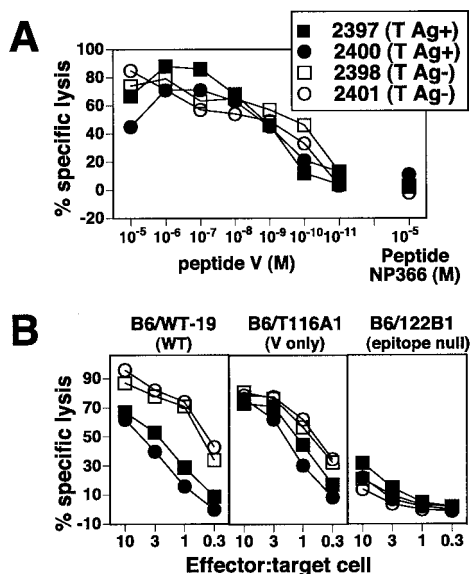 A
2397 (T Ag+)
2400 (T Ag+)
2398 (T Ag-)
2401 (T Ag-)
% specific lysis
100
80
60
40
20
0
-20
10-5 10-6 10-7 10-8 10-9 10-10 10-11 10-5
peptide V (M)
Peptide
NP366 (M)
B
B6/WT-19 B6/T116A1 B6/122B1
(WT) (V only) (epitope null)
% specific lysis
90
70
50
30
10
-10
10 3 1 0.3 10 3 1 0.3 10 3 1 0.3
Effector:target cell